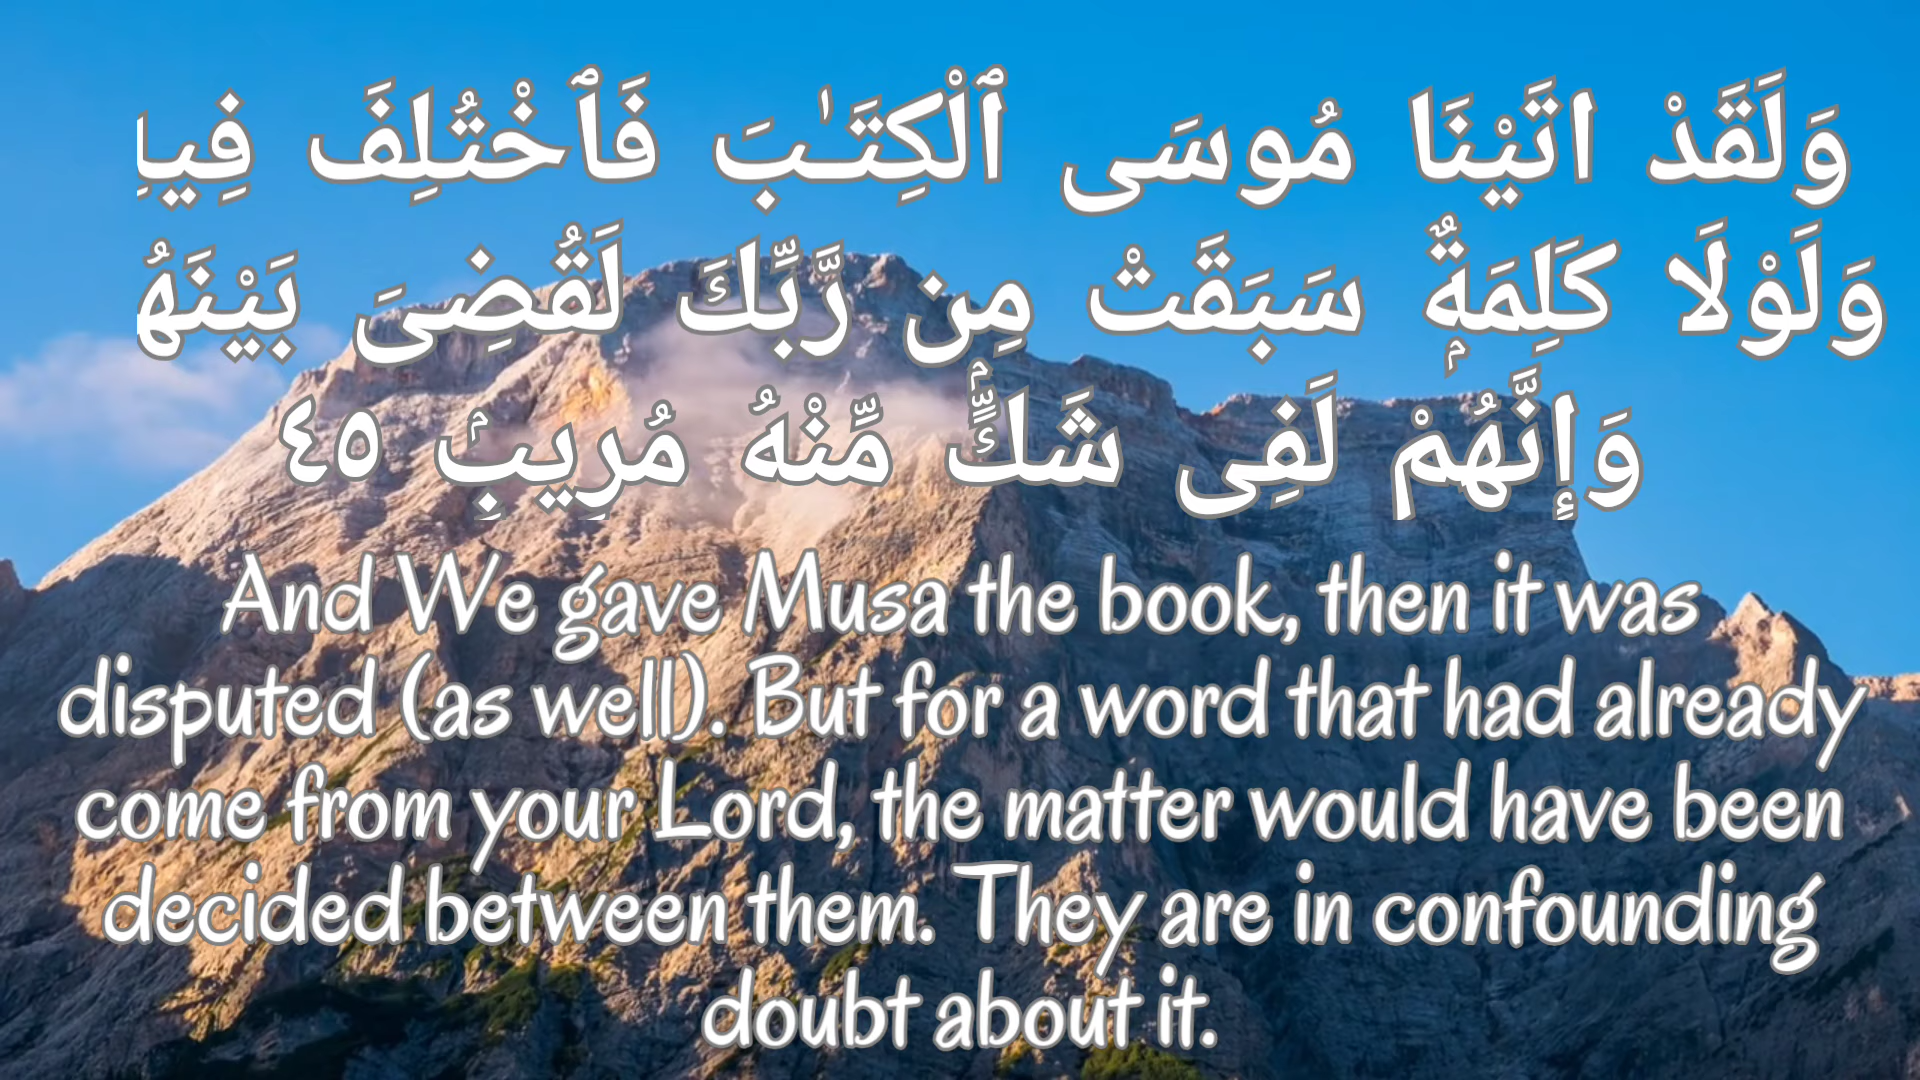 وَلَقَدْ اتَيْنَا مُوسَى ٱلْكِتَـٰبَ فَٱخْتُلِفَ
وَلَوْلَا كَلِمَةٌۭ سَبَقَتْ مِن رَّبِّكَ لَقُضِىَ
وَإِنَّهُمْ لَفِى شَكٍّۢ مِّنْهُ مُرِيبٍۢ ٤٥
And We gave Musa the book, then it was
disputed (as well). But for a word that had already
come from your Lord, the matter would have been
decided between them. They are in confounding
doubt about it.